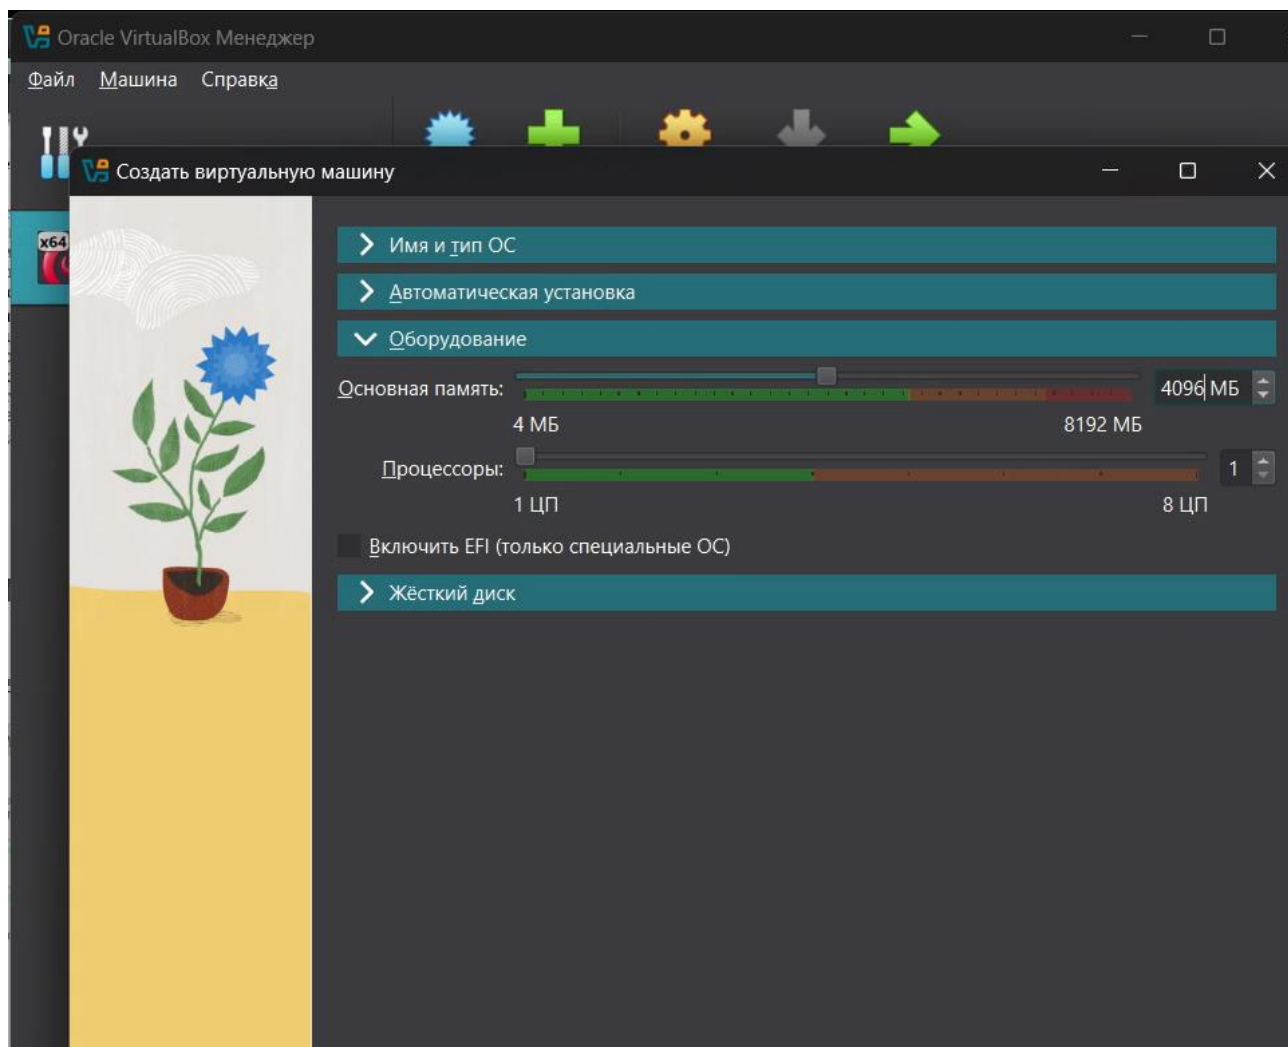 Oracle VirtualBox Менеджер
Файл Машина Справка
Создать виртуальную машину
x64
Имя и тип ОС
Автоматическая установка
Оборудование
Основная память: 4096 МБ
4 МБ 8192 МБ
Процессоры: 1
1 ЦП 8 ЦП
Включить EFI (только специальные ОС)
Жёсткий диск